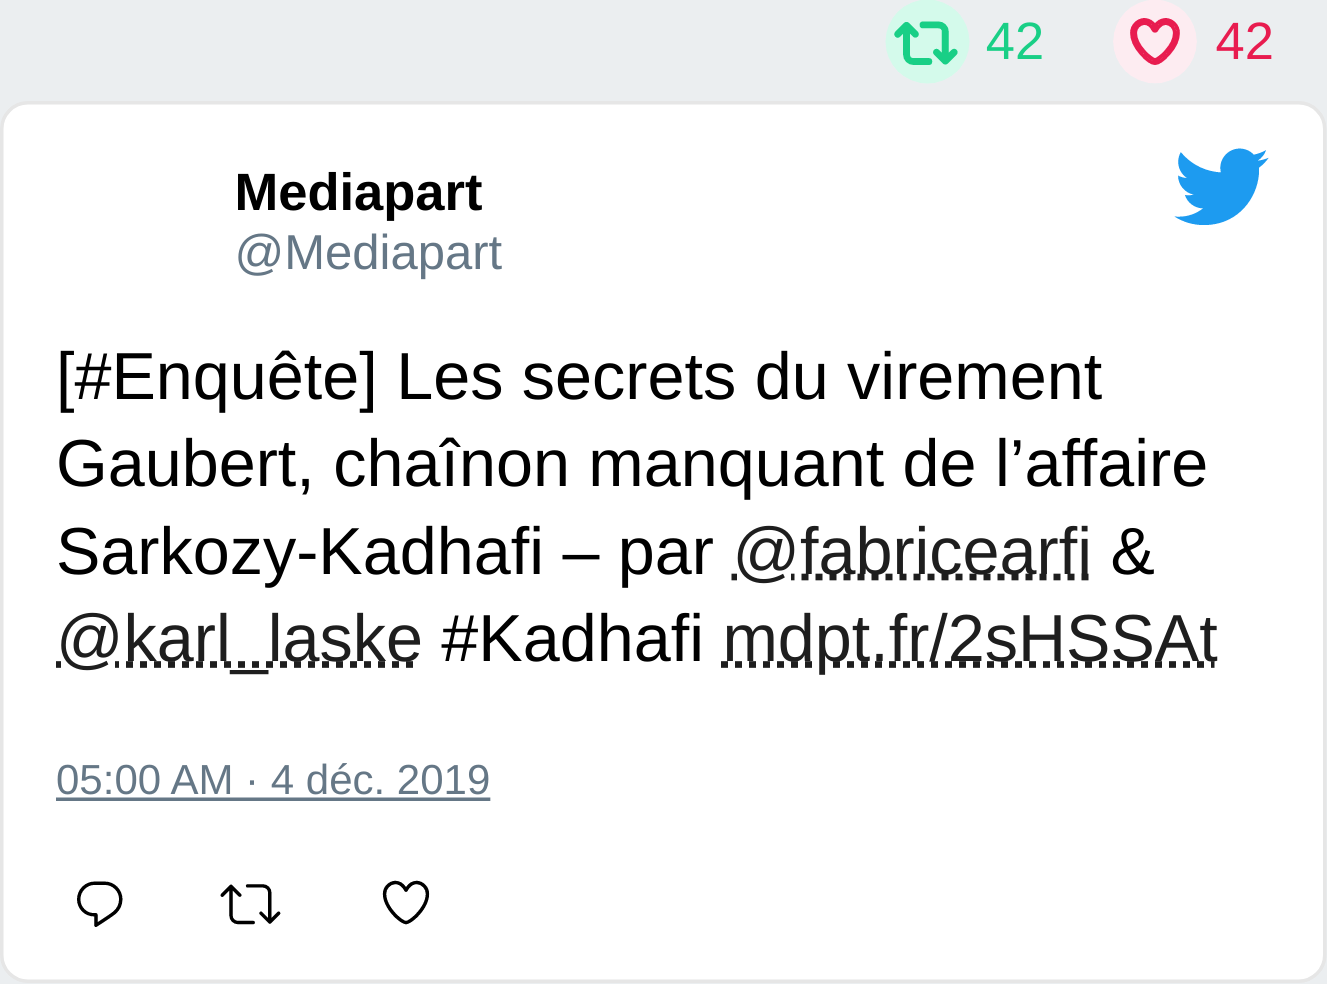 42 42
Mediapart
@Mediapart
[#Enquête] Les secrets du virement
Gaubert, chaînon manquant de l’affaire
Sarkozy-Kadhafi – par @fabricearfi &
@karl_laske #Kadhafi mdpt.fr/2sHSSAt
05:00 AM · 4 déc. 2019